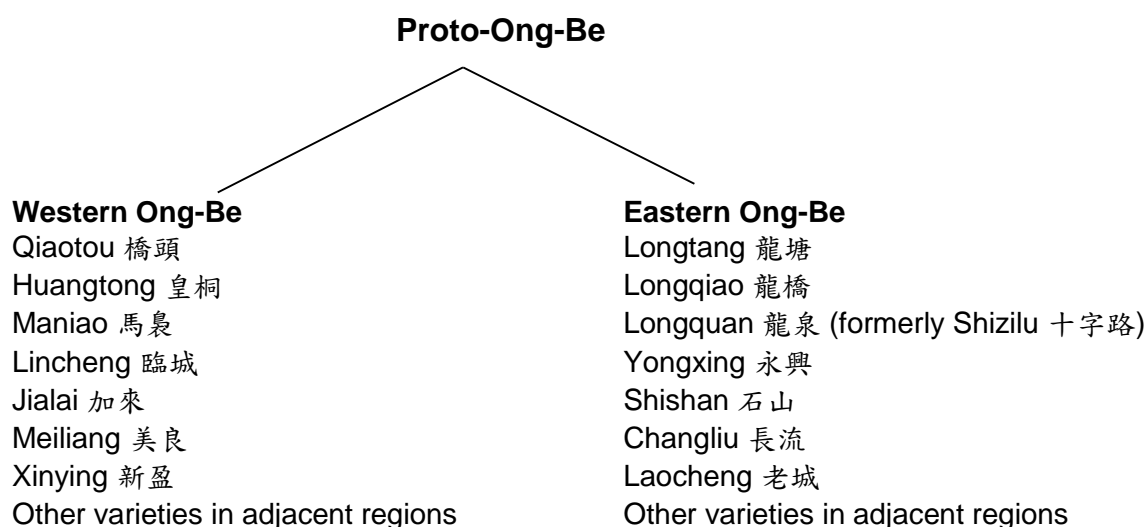 Proto-Ong-Be
Western Ong-Be
Qiaotou 橋頭
Huangtong 皇桐
Maniao 馬裊
Lincheng 臨城
Jialai 加來
Meiliang 美良
Xinying 新盈
Other varieties in adjacent regions
Eastern Ong-Be
Longtang 龍塘
Longqiao 龍橋
Longquan 龍泉 (formerly Shizilu 十字路)
Yongxing 永興
Shishan 石山
Changliu 長流
Laocheng 老城
Other varieties in adjacent regions